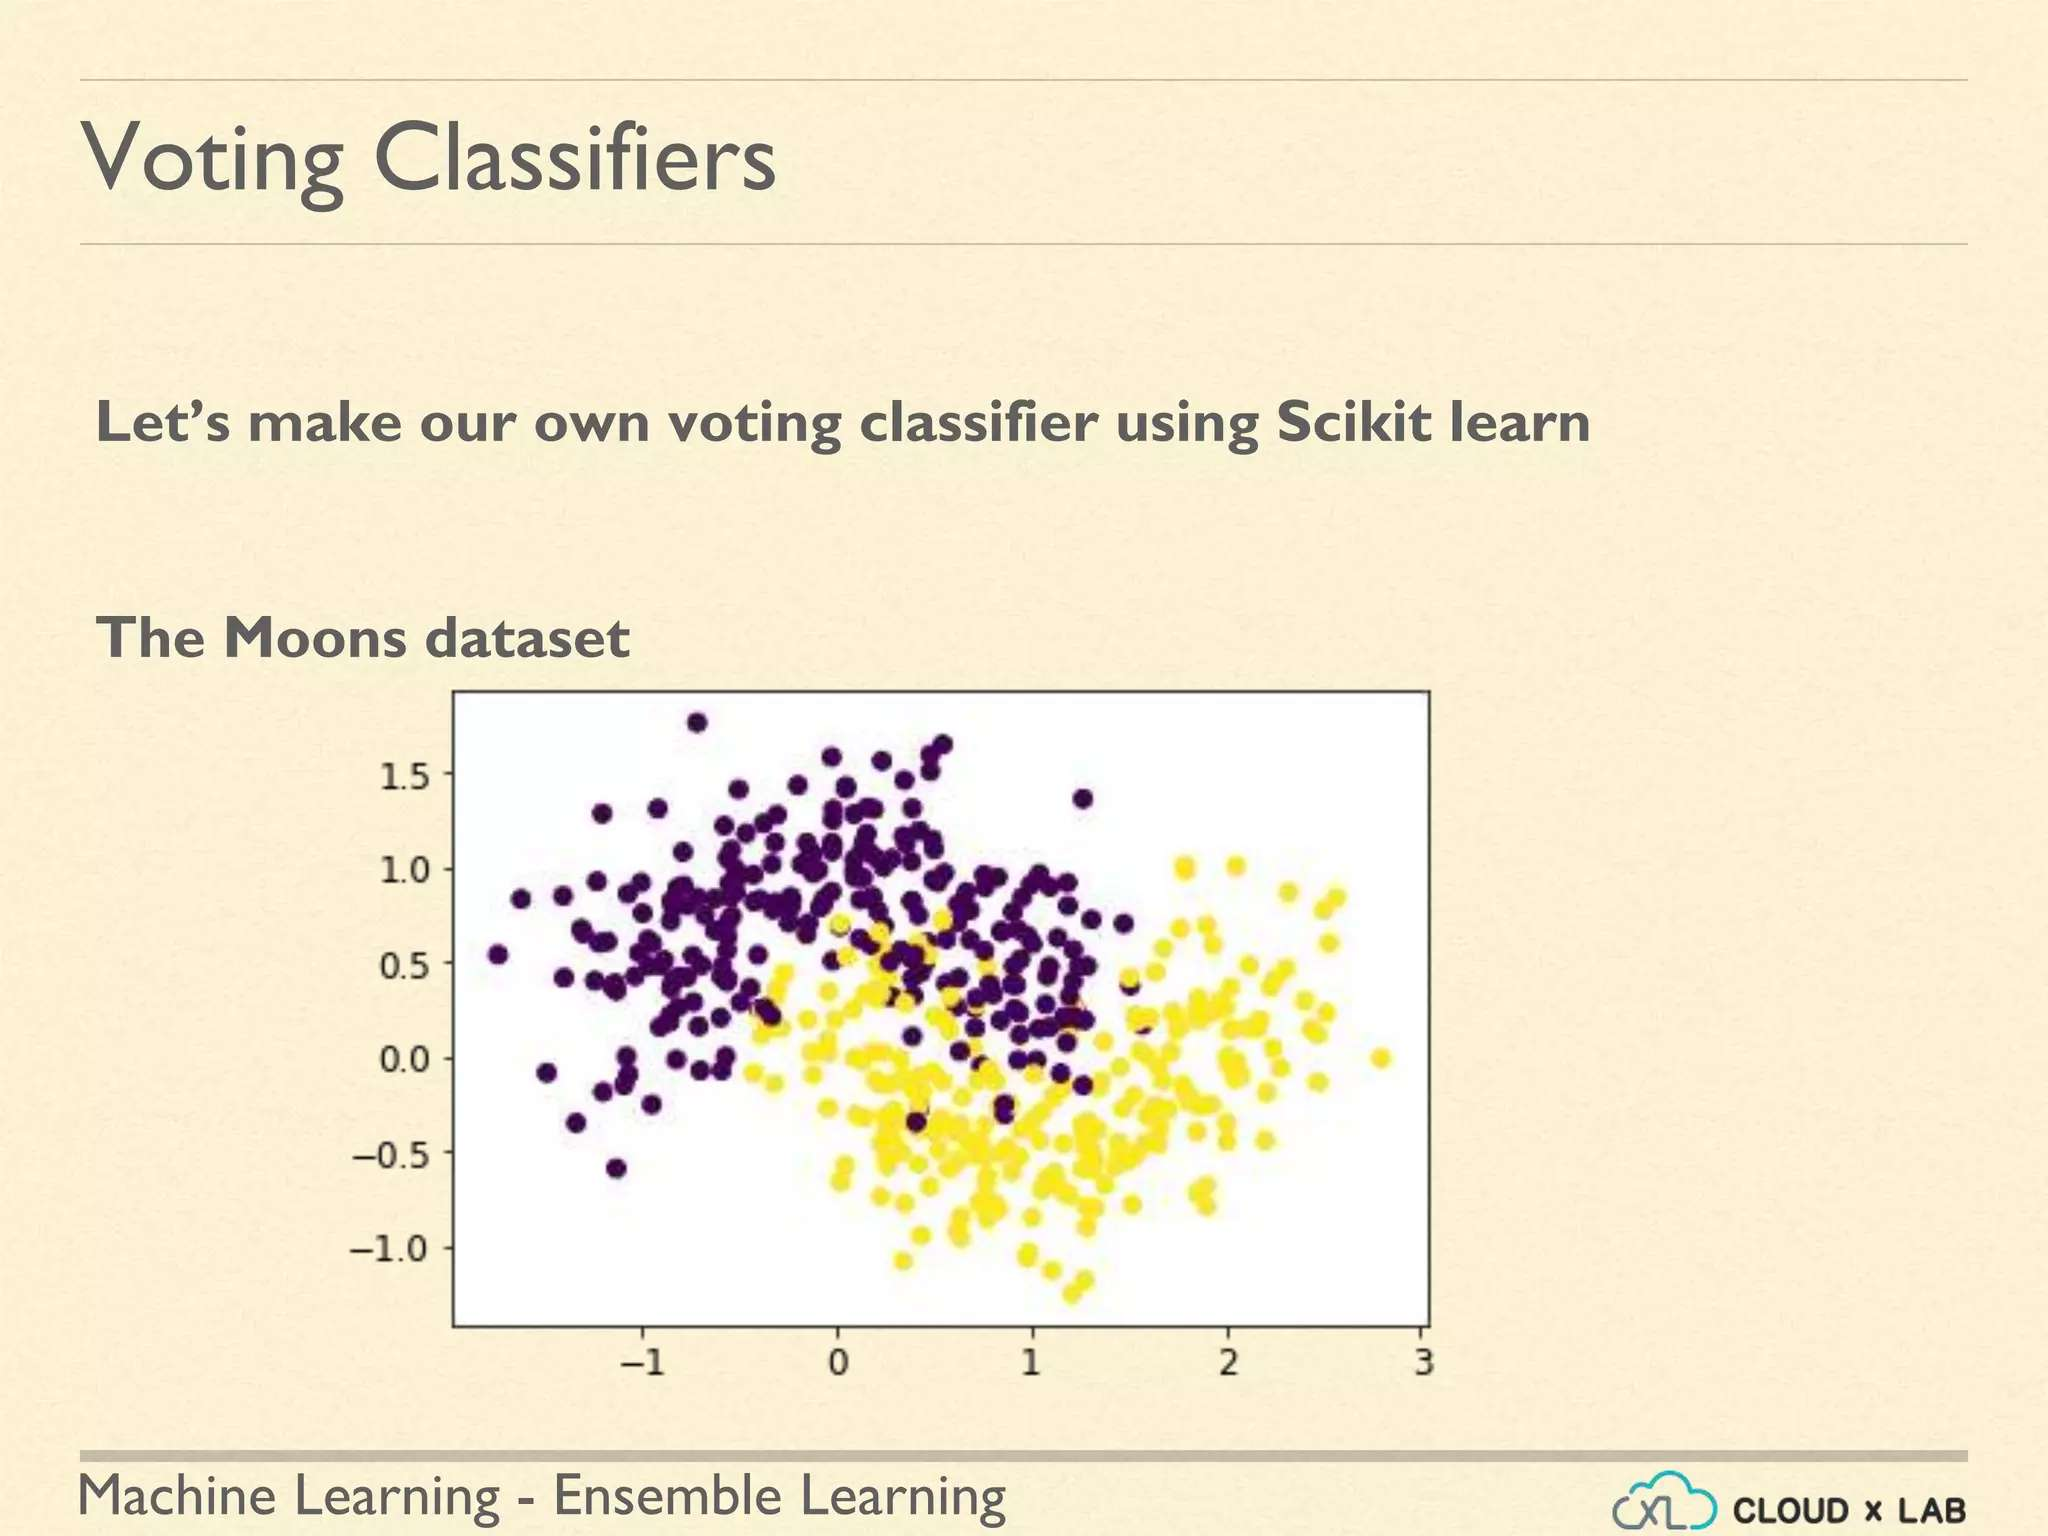 Voting Classifiers
Let’s make our own voting classifier using Scikit learn
The Moons dataset
1.5
1.0
0.5
0.0
−0.5
−1.0
−1 0 1 2 3
Machine Learning - Ensemble Learning
XL CLOUD x LAB